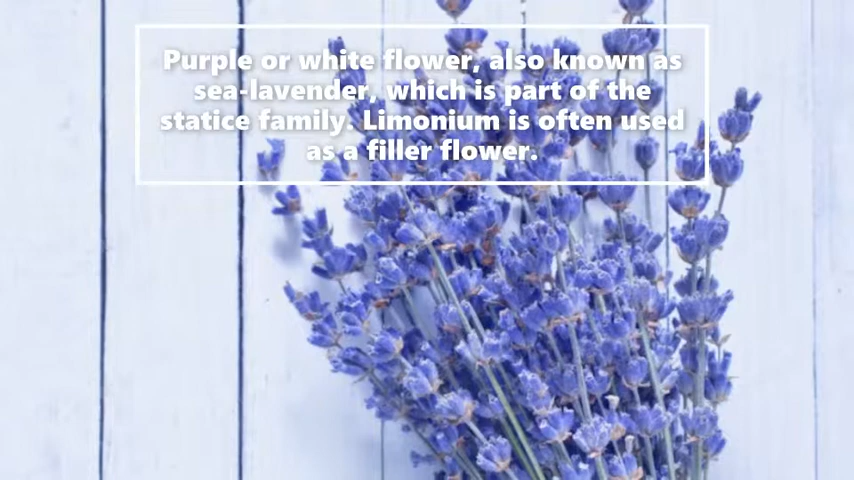 Purple or white flower, also known as
sea-lavender, which is part of the
statice family. Limonium is often used
as a filler flower.